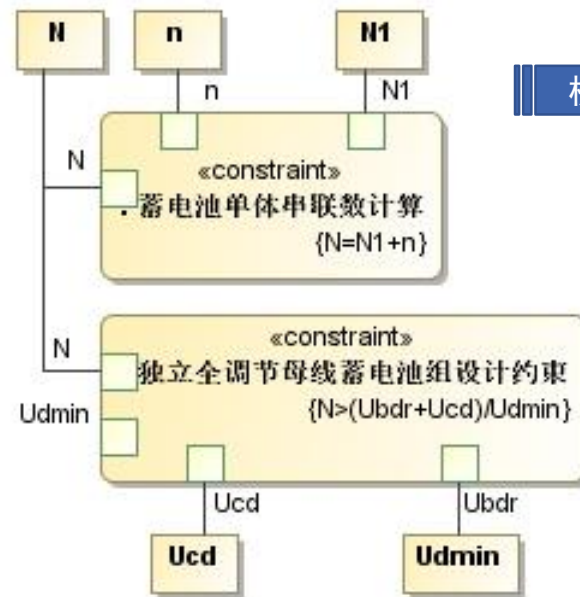 N
n
N1
n
N1
N
«constraint»
: 蓄电池单体串联数计算
{N=N1+n}
«constraint»
N
独立全调节母线蓄电池组设计约束
Udmin
{N>(Ubdr+Ucd)/Udmin}
Ucd
Ubdr
Ucd
Udmin